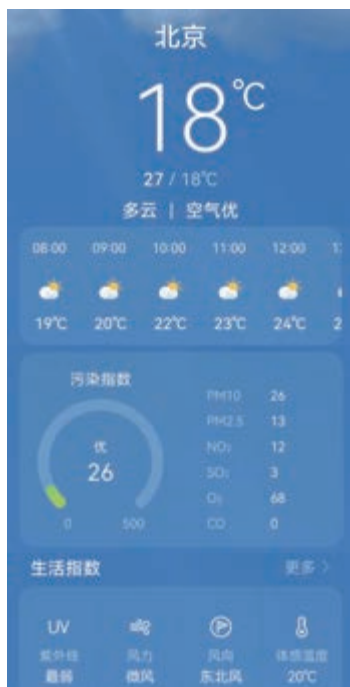 北京
18℃
27 / 18℃
多云 | 空气优
08:00 09:00 10:00 11:00 12:00
19℃ 20℃ 22℃ 23℃ 24℃ 2
污染指数
优
26
0 500
PM10 26
PM2.5 13
NO₂ 12
SO₂ 3
O₃ 68
CO 0
生活指数 更多 >
UV
紫外线 风力 风向 体感温度
最弱 微风 东北风 20℃